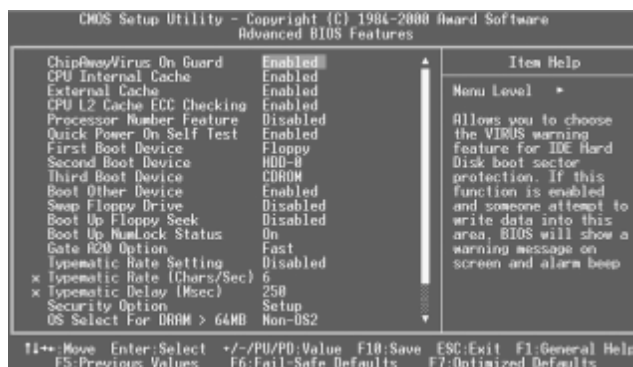 CMOS Setup Utility - Copyright (C) 1984-2000 Award Software
Advanced BIOS Features
ChipAwayVirus On Guard Enabled
CPU Internal Cache Enabled
External Cache Enabled
CPU L2 Cache ECC Checking Enabled
Processor Number Feature Disabled
Quick Power On Self Test Enabled
First Boot Device Floppy
Second Boot Device HDD-0
Third Boot Device CDROM
Boot Other Device Enabled
Swap Floppy Drive Disabled
Boot Up Floppy Seek Disabled
Boot Up NumLock Status On
Gate A20 Option Fast
Typematic Rate Setting Disabled
x Typematic Rate (Chars/Sec) 6
x Typematic Delay (Msec) 250
Security Option Setup
OS Select For DRAM > 64MB Non-OS2
Item Help
Menu Level ▸
Allows you to choose
the VIRUS warning
feature for IDE Hard
Disk boot sector
protection. If this
function is enabled
and someone attempt to
write data into this
area, BIOS will show a
warning message on
screen and alarm beep
↑↓→←:Move Enter:Select +/-/PU/PD:Value F10:Save ESC:Exit F1:General Help
F5:Previous Values F6:Fail-Safe Defaults F7:Optimized Defaults